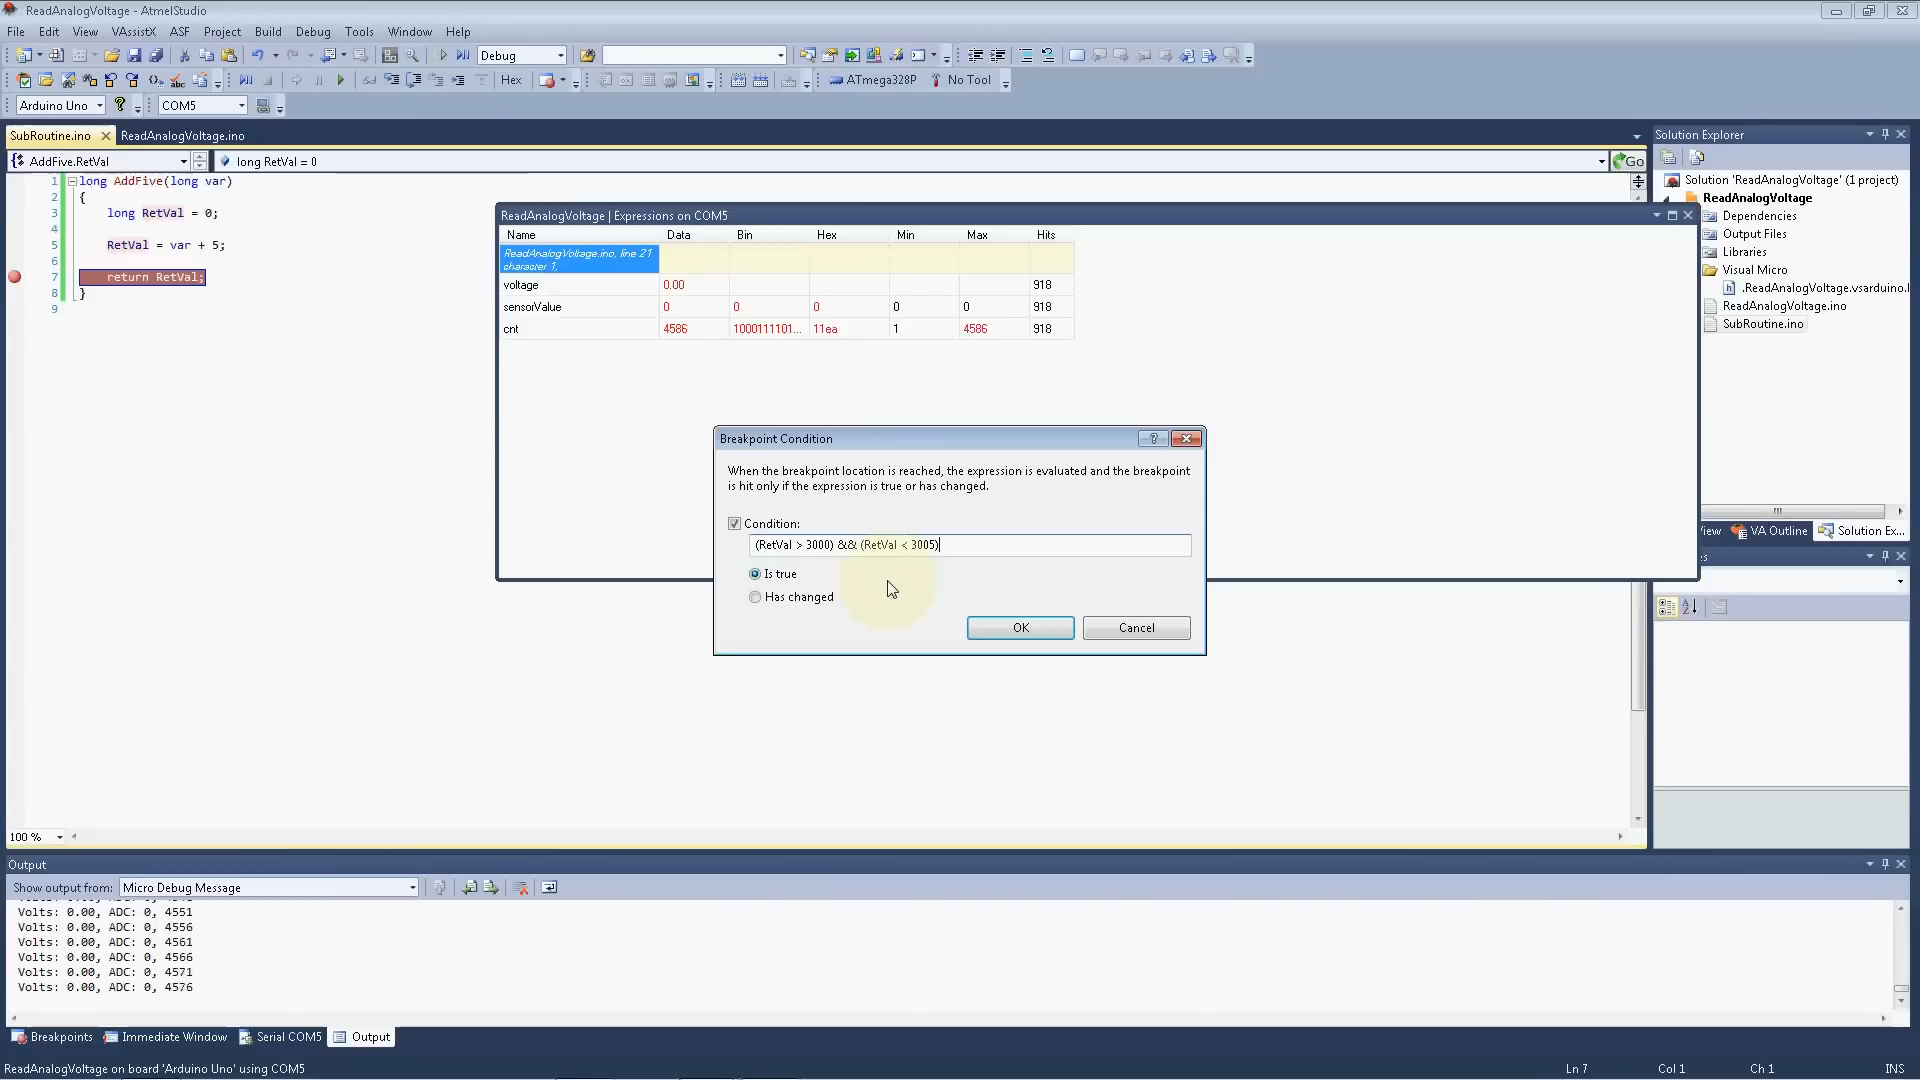 ReadAnalogVoltage - AtmelStudio
File Edit View VAssistX ASF Project Build Debug Tools Window Help
Debug
Hex ATmega328P No Tool
Arduino Uno COM5
SubRoutine.ino ReadAnalogVoltage.ino
AddFive.RetVal long RetVal = 0 Go
1 long AddFive(long var)
2 {
3 long RetVal = 0;
4
5 RetVal = var + 5;
6
7 return RetVal;
8 }
9
100 %
ReadAnalogVoltage | Expressions on COM5
Name Data Bin Hex Min Max Hits
ReadAnalogVoltage.ino, line 21
character 1,
voltage 0.00 918
sensorValue 0 0 0 0 0 918
cnt 4586 1000111101... 11ea 1 4586 918
Breakpoint Condition
When the breakpoint location is reached, the expression is evaluated and the breakpoint
is hit only if the expression is true or has changed.
Condition:
(RetVal > 3000) && (RetVal < 3005)
Is true
Has changed
OK Cancel
Solution Explorer
Solution 'ReadAnalogVoltage' (1 project)
ReadAnalogVoltage
Dependencies
Output Files
Libraries
Visual Micro
.ReadAnalogVoltage.vsarduino.
ReadAnalogVoltage.ino
SubRoutine.ino
VA Outline Solution Ex...
Output
Show output from: Micro Debug Message
Volts: 0.00, ADC: 0, 4551
Volts: 0.00, ADC: 0, 4556
Volts: 0.00, ADC: 0, 4561
Volts: 0.00, ADC: 0, 4566
Volts: 0.00, ADC: 0, 4571
Volts: 0.00, ADC: 0, 4576
Breakpoints Immediate Window Serial COM5 Output
ReadAnalogVoltage on board 'Arduino Uno' using COM5 Ln 7 Col 1 Ch 1 INS